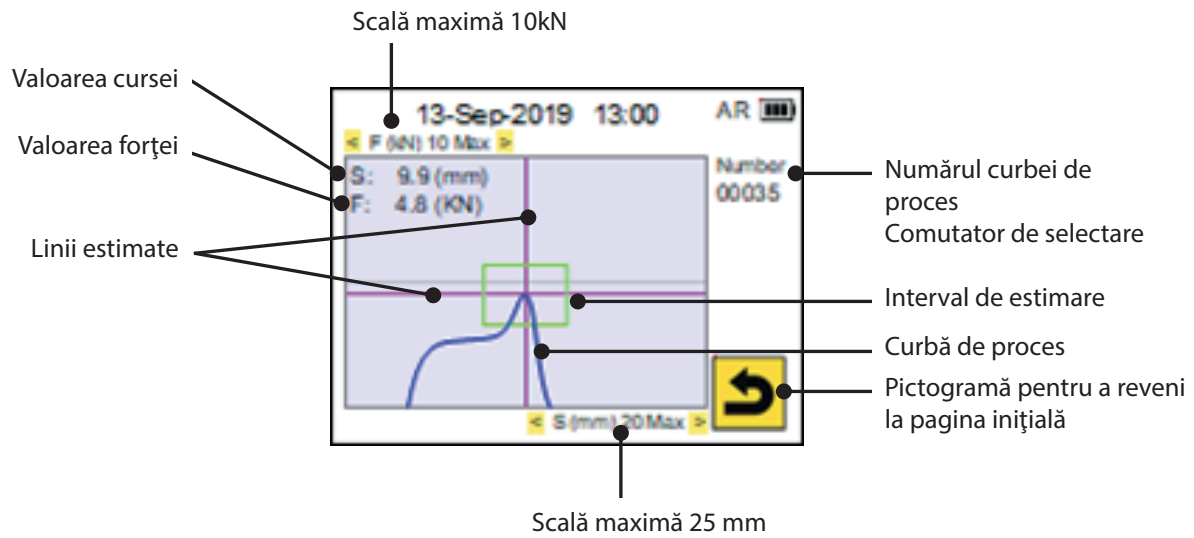 Scală maximă 10kN
Valoarea cursei
Valoarea forţei
Linii estimate
13-Sep-2019 13:00 AR
< F (kN) 10 Max >
S: 9.9 (mm)
F: 4.8 (KN)
Number
00035
< S (mm) 20 Max >
Numărul curbei de
proces
Comutator de selectare
Interval de estimare
Curbă de proces
Pictogramă pentru a reveni
la pagina iniţială
Scală maximă 25 mm